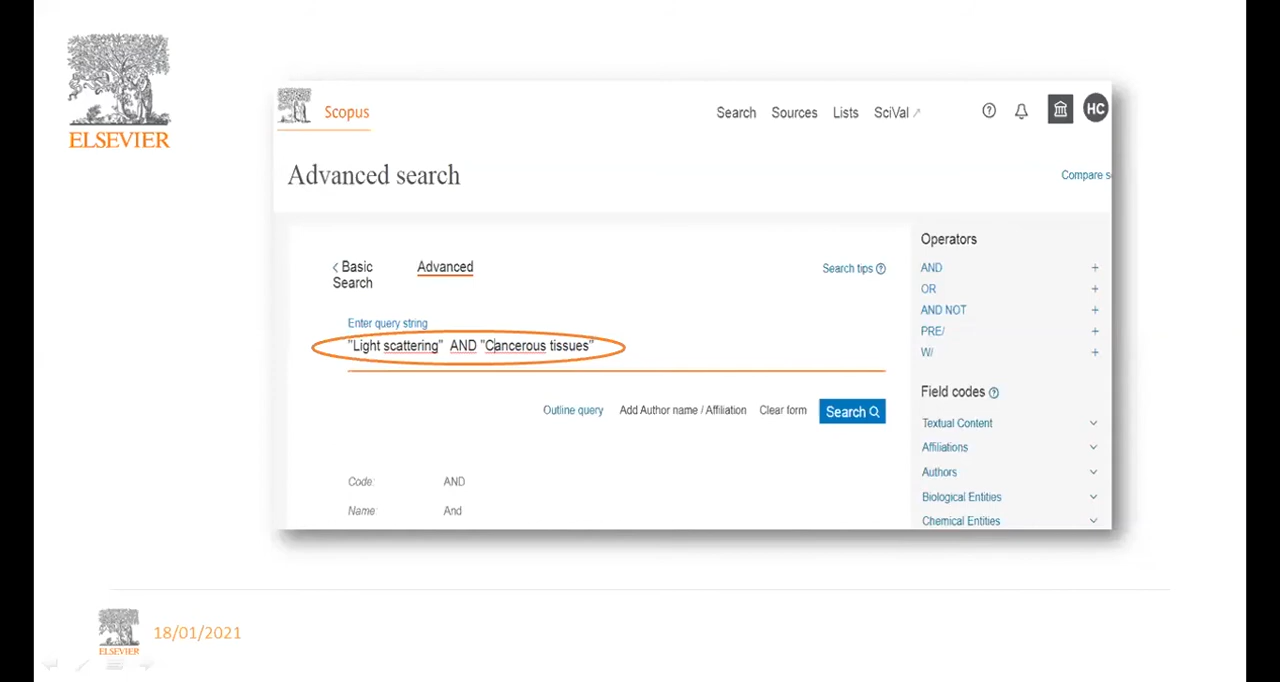 ELSEVIER
Scopus
Search Sources Lists SciVal
HC
Advanced search
Compare s
Basic Search
Advanced
Search tips
Enter query string
"Light scattering" AND "Cancerous tissues"
Outline query Add Author name / Affiliation Clear form Search
Code: AND
Name: And
Operators
AND +
OR +
AND NOT +
PRE/ +
W/ +
Field codes
Textual Content
Affiliations
Authors
Biological Entities
Chemical Entities
ELSEVIER
18/01/2021